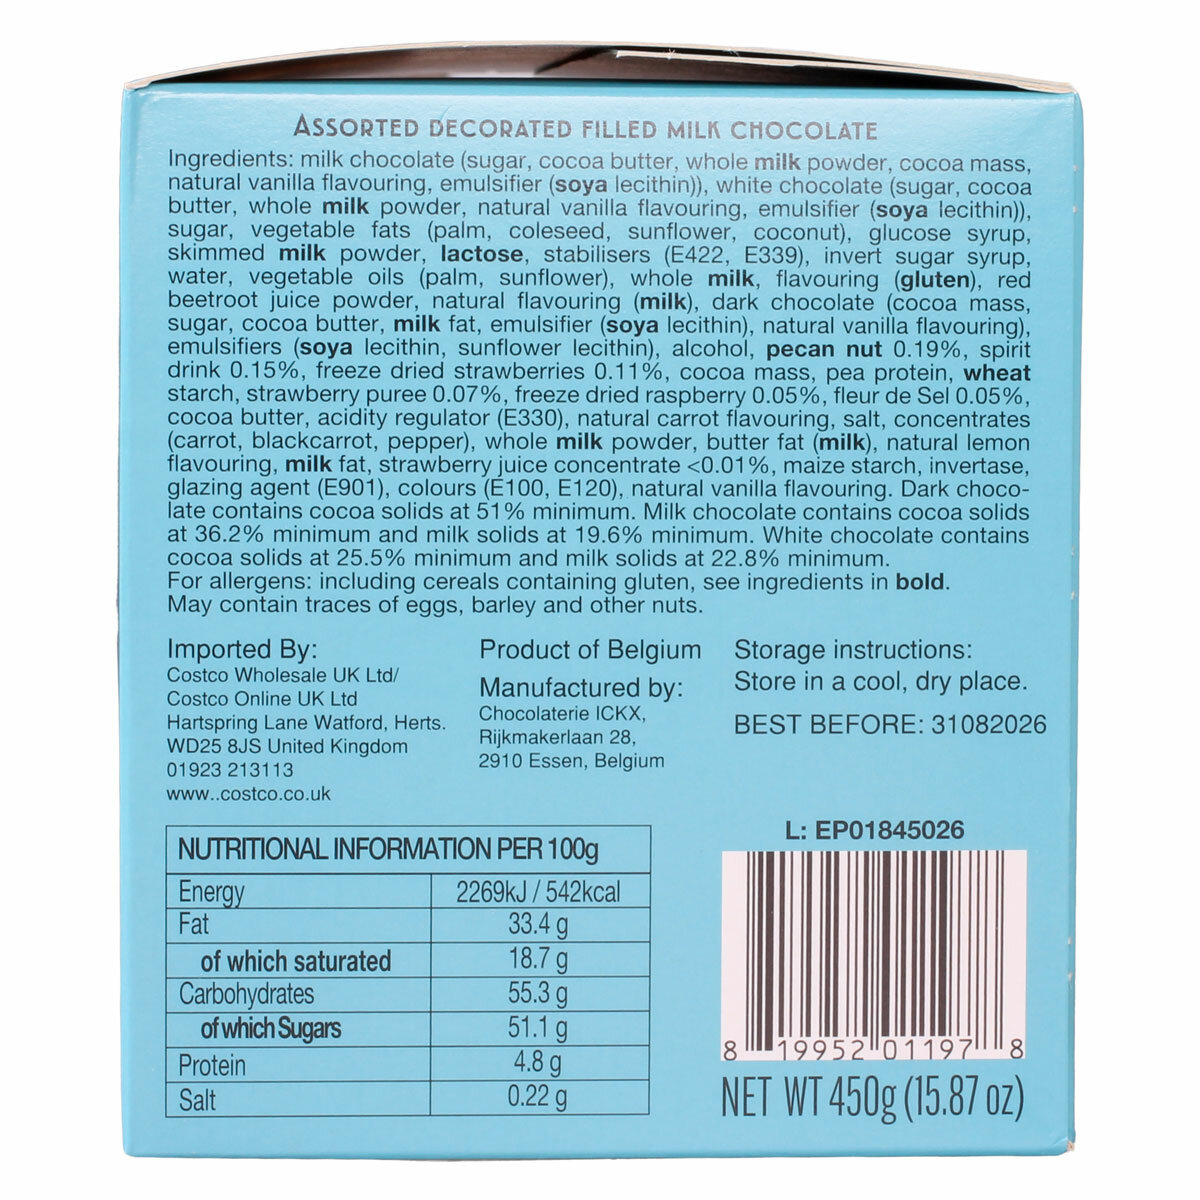 ASSORTED DECORATED FILLED MILK CHOCOLATE
Ingredients: milk chocolate (sugar, cocoa butter, whole milk powder, cocoa mass,
natural vanilla flavouring, emulsifier (soya lecithin)), white chocolate (sugar, cocoa
butter, whole milk powder, natural vanilla flavouring, emulsifier (soya lecithin)),
sugar, vegetable fats (palm, coleseed, sunflower, coconut), glucose syrup,
skimmed milk powder, lactose, stabilisers (E422, E339), invert sugar syrup,
water, vegetable oils (palm, sunflower), whole milk, flavouring (gluten), red
beetroot juice powder, natural flavouring (milk), dark chocolate (cocoa mass,
sugar, cocoa butter, milk fat, emulsifier (soya lecithin), natural vanilla flavouring),
emulsifiers (soya lecithin, sunflower lecithin), alcohol, pecan nut 0.19%, spirit
drink 0.15%, freeze dried strawberries 0.11%, cocoa mass, pea protein, wheat
starch, strawberry puree 0.07%, freeze dried raspberry 0.05%, fleur de Sel 0.05%,
cocoa butter, acidity regulator (E330), natural carrot flavouring, salt, concentrates
(carrot, blackcarrot, pepper), whole milk powder, butter fat (milk), natural lemon
flavouring, milk fat, strawberry juice concentrate <0.01%, maize starch, invertase,
glazing agent (E901), colours (E100, E120), natural vanilla flavouring. Dark choco-
late contains cocoa solids at 51% minimum. Milk chocolate contains cocoa solids
at 36.2% minimum and milk solids at 19.6% minimum. White chocolate contains
cocoa solids at 25.5% minimum and milk solids at 22.8% minimum.
For allergens: including cereals containing gluten, see ingredients in bold.
May contain traces of eggs, barley and other nuts.
Imported By:
Costco Wholesale UK Ltd/
Costco Online UK Ltd
Hartspring Lane Watford, Herts.
WD25 8JS United Kingdom
01923 213113
www..costco.co.uk
Product of Belgium
Manufactured by:
Chocolaterie ICKX,
Rijkmakerlaan 28,
2910 Essen, Belgium
Storage instructions:
Store in a cool, dry place.
BEST BEFORE: 31082026
NUTRITIONAL INFORMATION PER 100g
Energy 2269kJ / 542kcal
Fat 33.4 g
of which saturated 18.7 g
Carbohydrates 55.3 g
of which Sugars 51.1 g
Protein 4.8 g
Salt 0.22 g
L: EP01845026
8 19952 01197 8
NET WT 450g (15.87 oz)